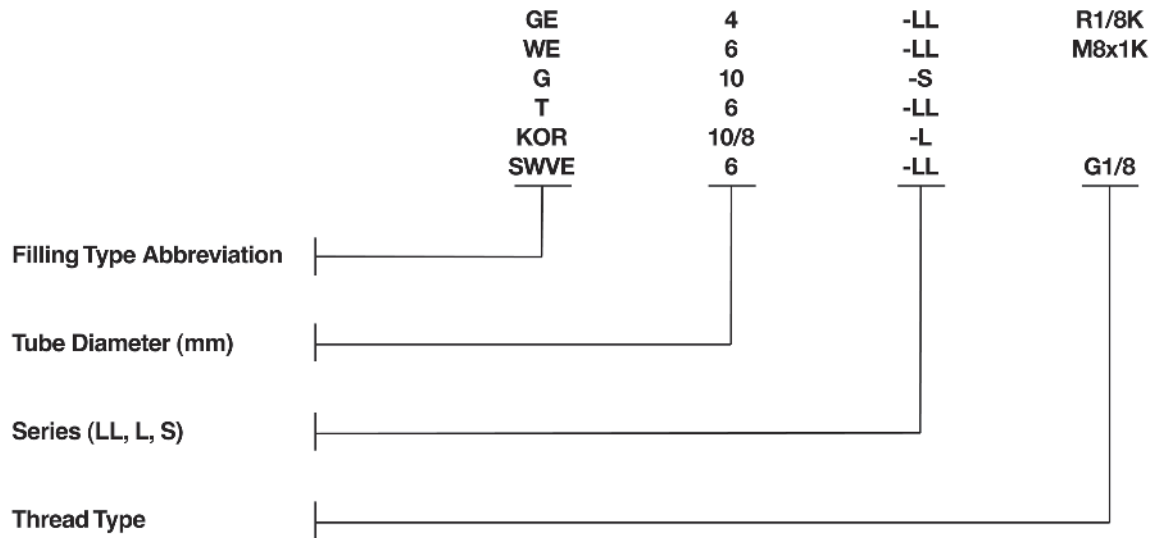 GE 4 -LL R1/8K
WE 6 -LL M8x1K
G 10 -S
T 6 -LL
KOR 10/8 -L
SWVE 6 -LL G1/8
Filling Type Abbreviation
Tube Diameter (mm)
Series (LL, L, S)
Thread Type